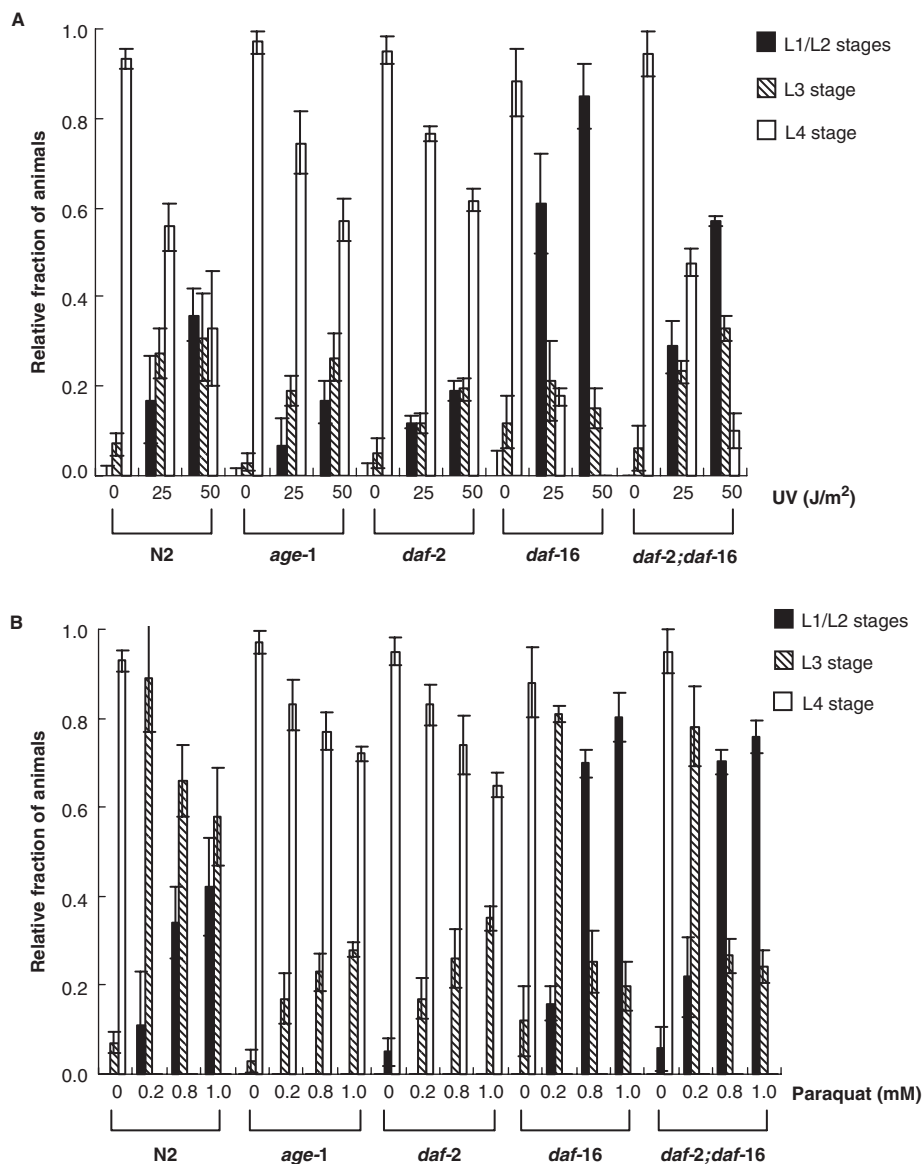 A
L1/L2 stages
L3 stage
L4 stage
Relative fraction of animals
1.0
0.8
0.6
0.4
0.2
0.0
0 25 50 0 25 50 0 25 50 0 25 50 0 25 50
UV (J/m²)
N2 age-1 daf-2 daf-16 daf-2;daf-16
B
L1/L2 stages
L3 stage
L4 stage
Relative fraction of animals
1.0
0.8
0.6
0.4
0.2
0.0
0 0.2 0.8 1.0 0 0.2 0.8 1.0 0 0.2 0.8 1.0 0 0.2 0.8 1.0 0 0.2 0.8 1.0
Paraquat (mM)
N2 age-1 daf-2 daf-16 daf-2;daf-16